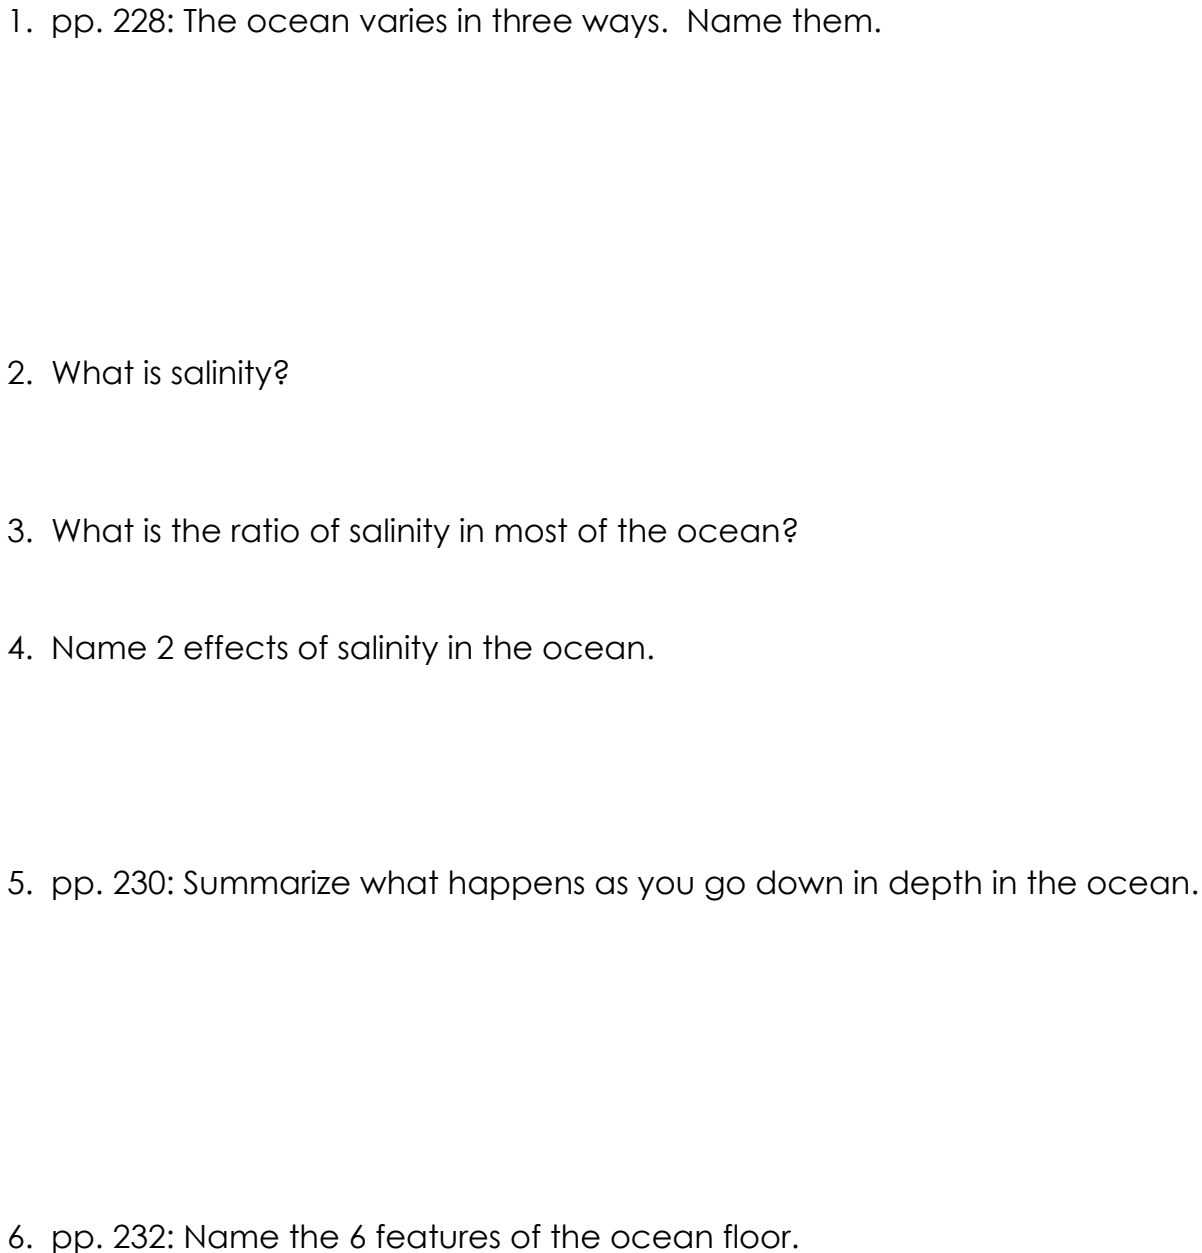 1. pp. 228: The ocean varies in three ways.  Name them.
2. What is salinity?
3. What is the ratio of salinity in most of the ocean?
4. Name 2 effects of salinity in the ocean.
5. pp. 230: Summarize what happens as you go down in depth in the ocean.
6. pp. 232: Name the 6 features of the ocean floor.